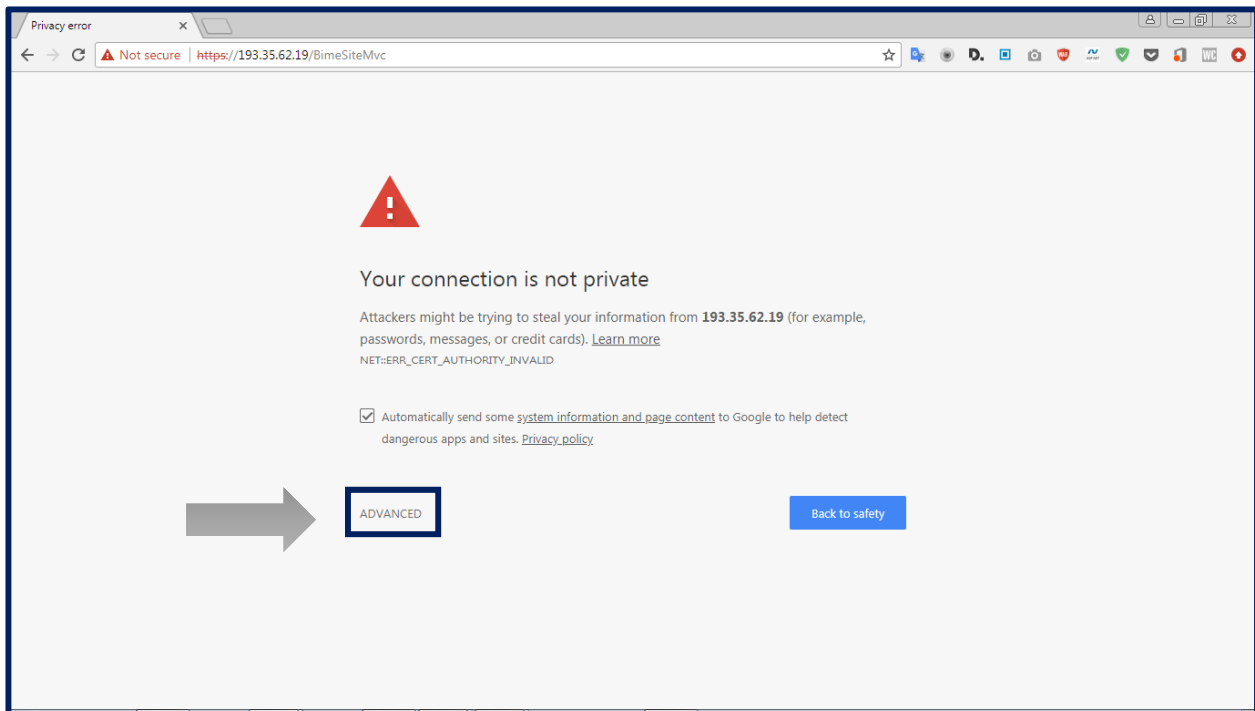 Privacy error
Not secure | https://193.35.62.19/BimeSiteMvc
D.
WC
Your connection is not private
Attackers might be trying to steal your information from 193.35.62.19 (for example,
passwords, messages, or credit cards). Learn more
NET::ERR_CERT_AUTHORITY_INVALID
Automatically send some system information and page content to Google to help detect
dangerous apps and sites. Privacy policy
ADVANCED
Back to safety